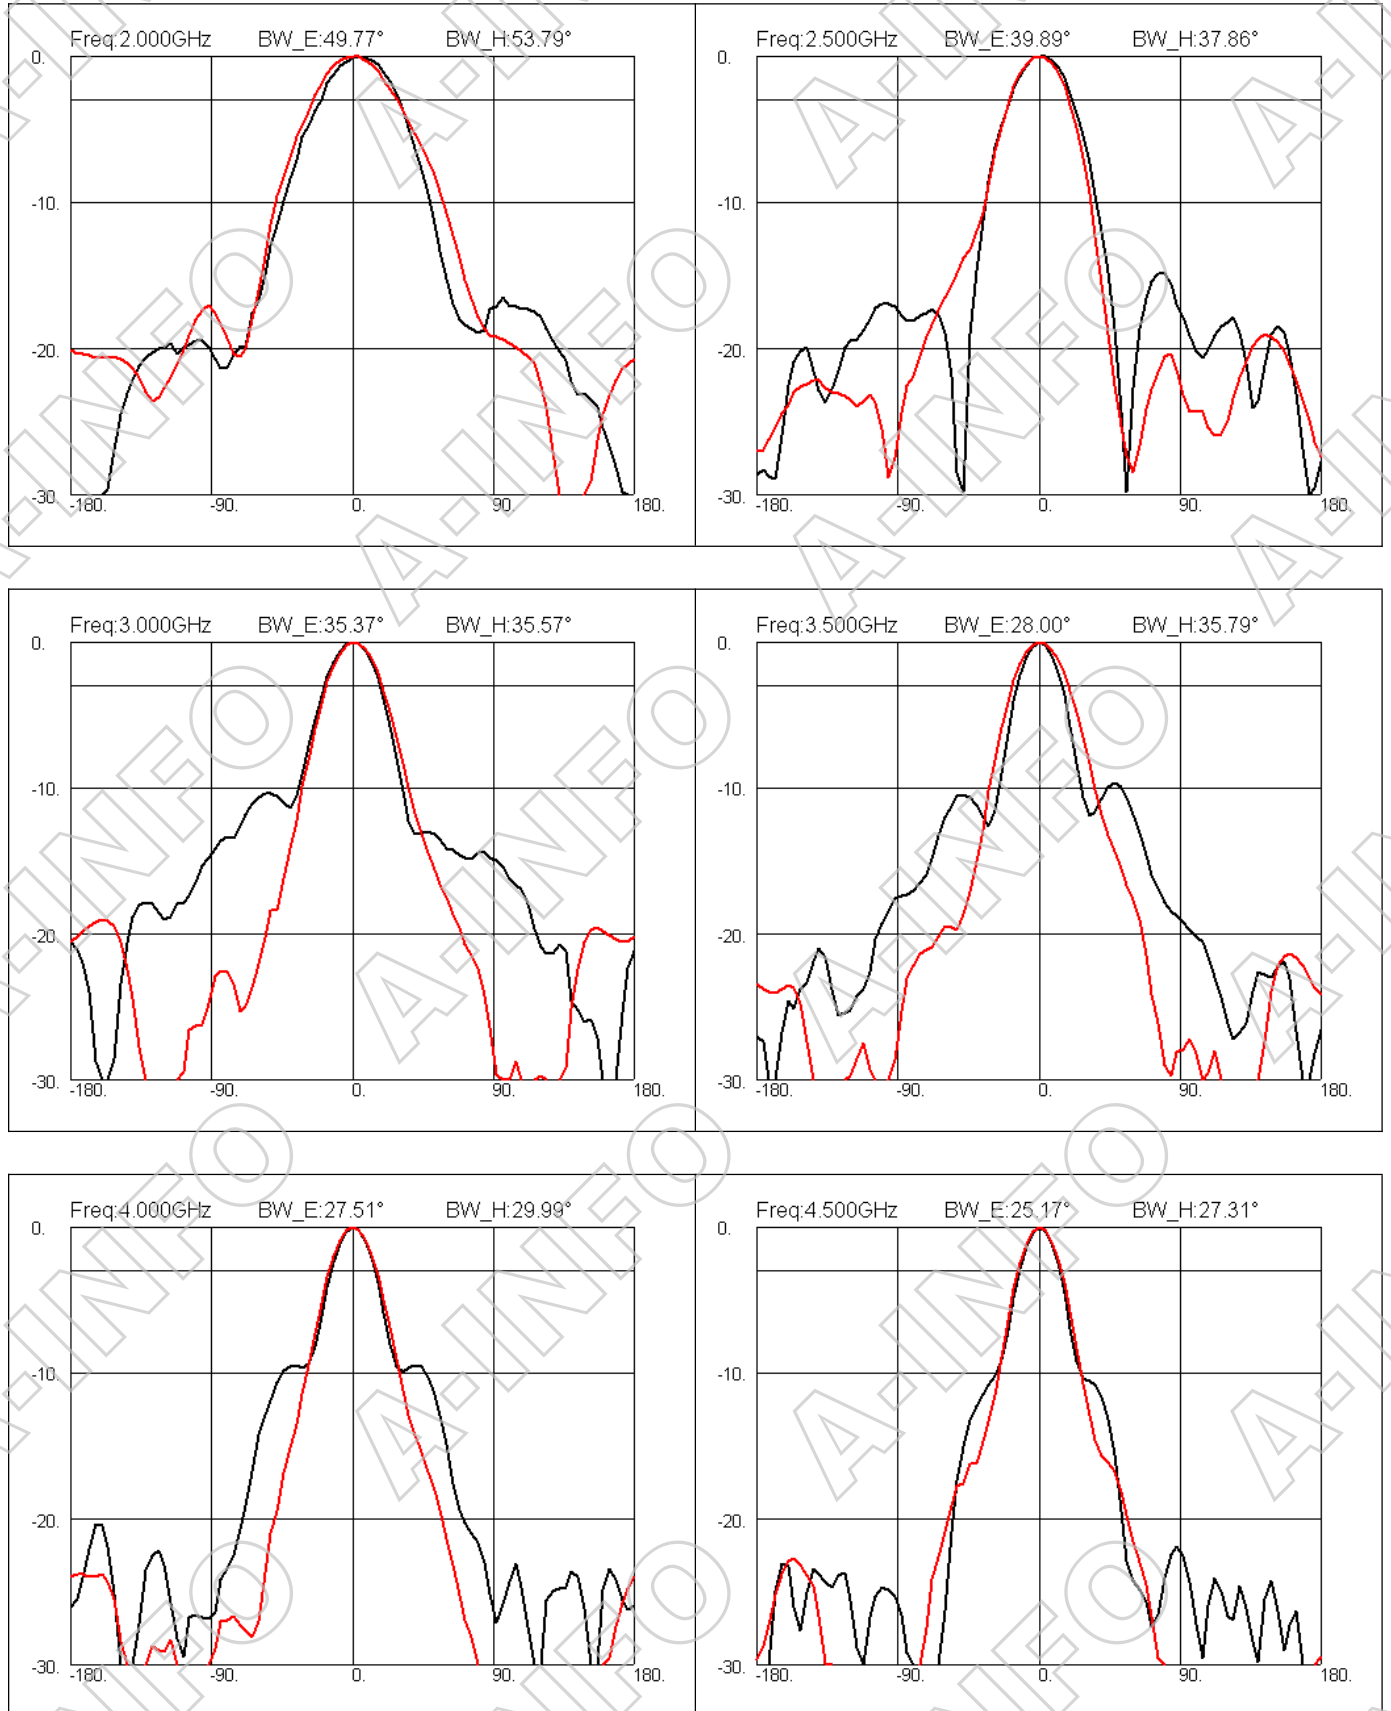 Freq:2.000GHz BW_E:49.77° BW_H:53.79°
0.
-10.
-20.
-30.
-180. -90. 0. 90. 180.
Freq:2.500GHz BW_E:39.89° BW_H:37.86°
0.
-10.
-20.
-30.
-180. -90. 0. 90. 180.
Freq:3.000GHz BW_E:35.37° BW_H:35.57°
0.
-10.
-20.
-30.
-180. -90. 0. 90. 180.
Freq:3.500GHz BW_E:28.00° BW_H:35.79°
0.
-10.
-20.
-30.
-180. -90. 0. 90. 180.
Freq:4.000GHz BW_E:27.51° BW_H:29.99°
0.
-10.
-20.
-30.
-180. -90. 0. 90. 180.
Freq:4.500GHz BW_E:25.17° BW_H:27.31°
0.
-10.
-20.
-30.
-180. -90. 0. 90. 180.
A-INFO